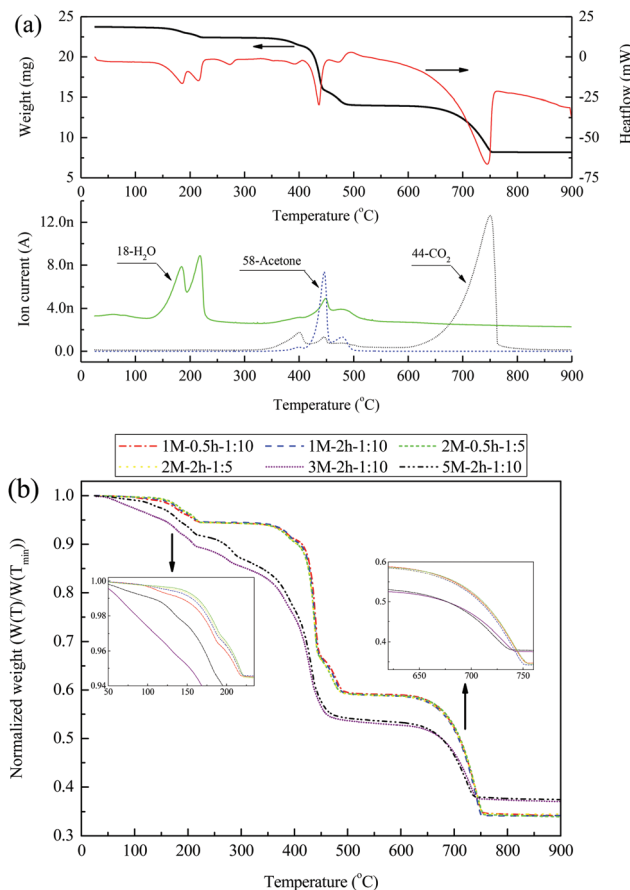 (a)
25
20
15
10
5
Weight (mg)
25
0
-25
-50
-75
Heatflow (mW)
0 100 200 300 400 500 600 700 800 900
Temperature (°C)
12.0n
8.0n
4.0n
0.0
Ion current (A)
18-H₂O
58-Acetone
44-CO₂
0 100 200 300 400 500 600 700 800 900
Temperature (°C)
1M-0.5h-1:10 1M-2h-1:10 2M-0.5h-1:5
2M-2h-1:5 3M-2h-1:10 5M-2h-1:10
(b)
1.0
0.9
0.8
0.7
0.6
0.5
0.4
0.3
Normalized weight (W(T)/W(Tₘᵢₙ))
1.00
0.98
0.96
0.94
50 100 150 200
0.6
0.5
0.4
650 700 750
0 100 200 300 400 500 600 700 800 900
Temperature (°C)